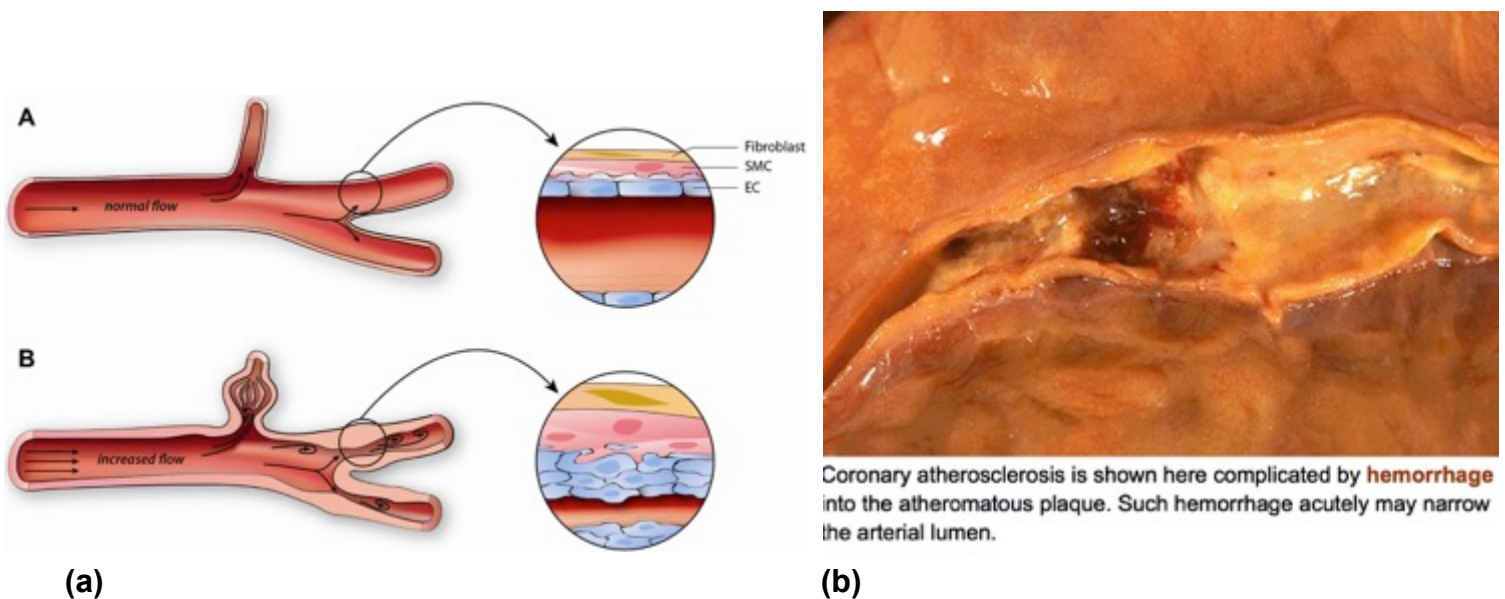 A
normal flow
Fibroblast
SMC
EC
B
increased flow
Coronary atherosclerosis is shown here complicated by hemorrhage
into the atheromatous plaque. Such hemorrhage acutely may narrow
the arterial lumen.
(a)
(b)